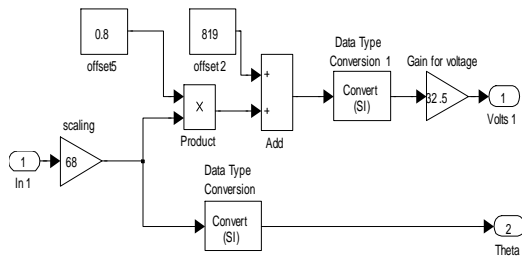 0.8
offset5
819
offset 2
X
Product
+
+
Add
Data Type
Conversion 1
Convert
(SI)
Gain for voltage
32.5
1
Volts 1
scaling
68
1
In 1
Data Type
Conversion
Convert
(SI)
2
Theta